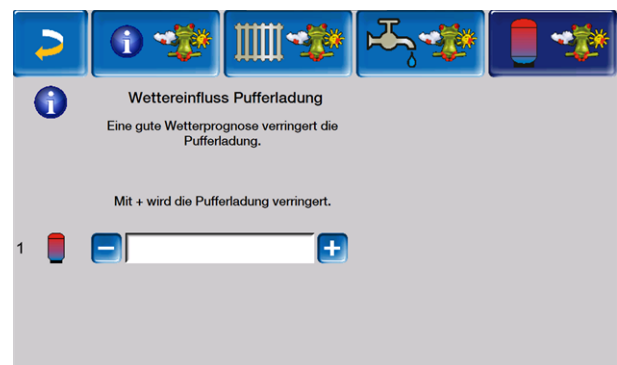 Wettereinfluss Pufferladung
Eine gute Wetterprognose verringert die
Pufferladung.
Mit + wird die Pufferladung verringert.
1